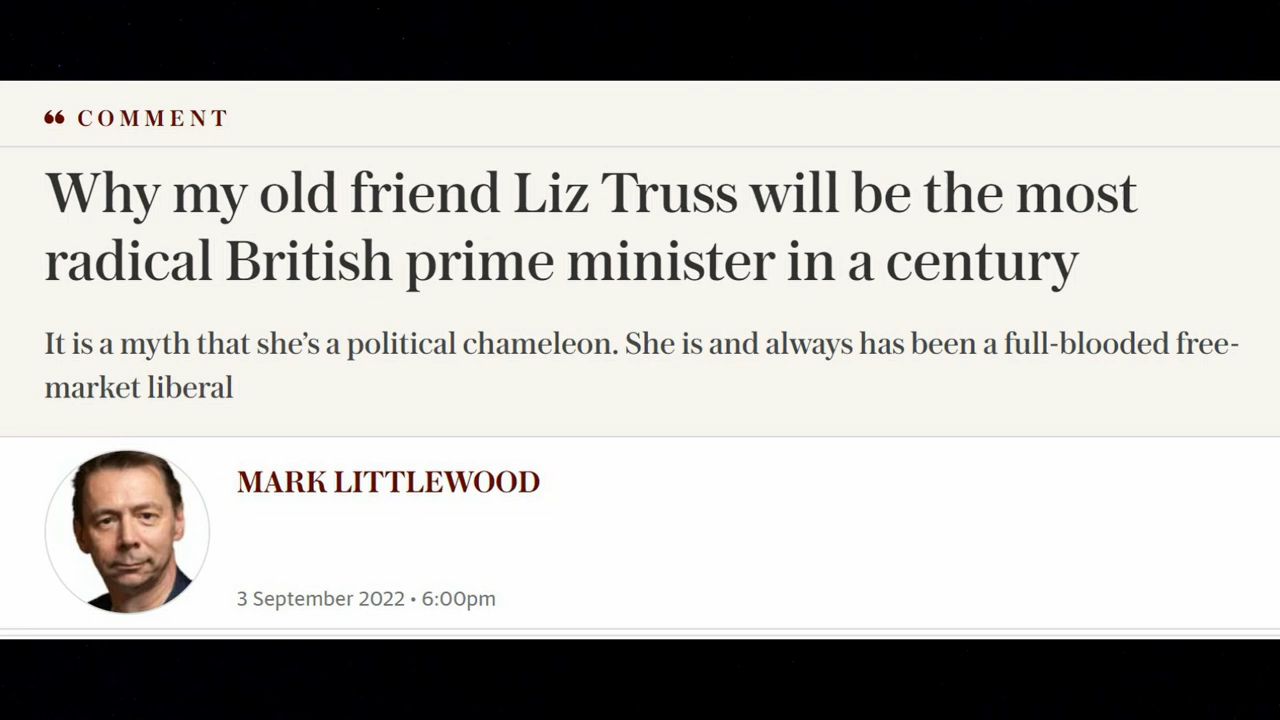 ❝ COMMENT
Why my old friend Liz Truss will be the most
radical British prime minister in a century
It is a myth that she’s a political chameleon. She is and always has been a full-blooded free-
market liberal
MARK LITTLEWOOD
3 September 2022 • 6:00pm